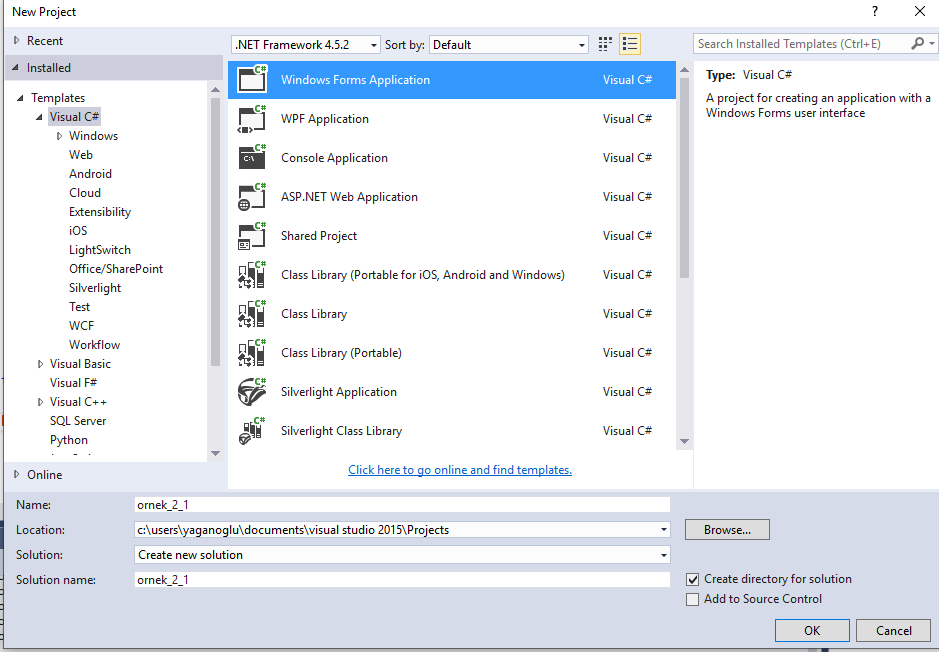 New Project
?
Recent
.NET Framework 4.5.2
Sort by:
Default
Search Installed Templates (Ctrl+E)
Installed
Templates
Visual C#
Windows
Web
Android
Cloud
Extensibility
iOS
LightSwitch
Office/SharePoint
Silverlight
Test
WCF
Workflow
Visual Basic
Visual F#
Visual C++
SQL Server
Python
Online
C# Windows Forms Application Visual C#
C# WPF Application Visual C#
C# C:\ Console Application Visual C#
C# ASP.NET Web Application Visual C#
C# Shared Project Visual C#
C# Class Library (Portable for iOS, Android and Windows) Visual C#
C# Class Library Visual C#
C# Class Library (Portable) Visual C#
C# Silverlight Application Visual C#
C# Silverlight Class Library Visual C#
Click here to go online and find templates.
Type: Visual C#
A project for creating an application with a
Windows Forms user interface
Name: ornek_2_1
Location: c:\users\yaganoglu\documents\visual studio 2015\Projects
Browse...
Solution: Create new solution
Solution name: ornek_2_1
Create directory for solution
Add to Source Control
OK
Cancel